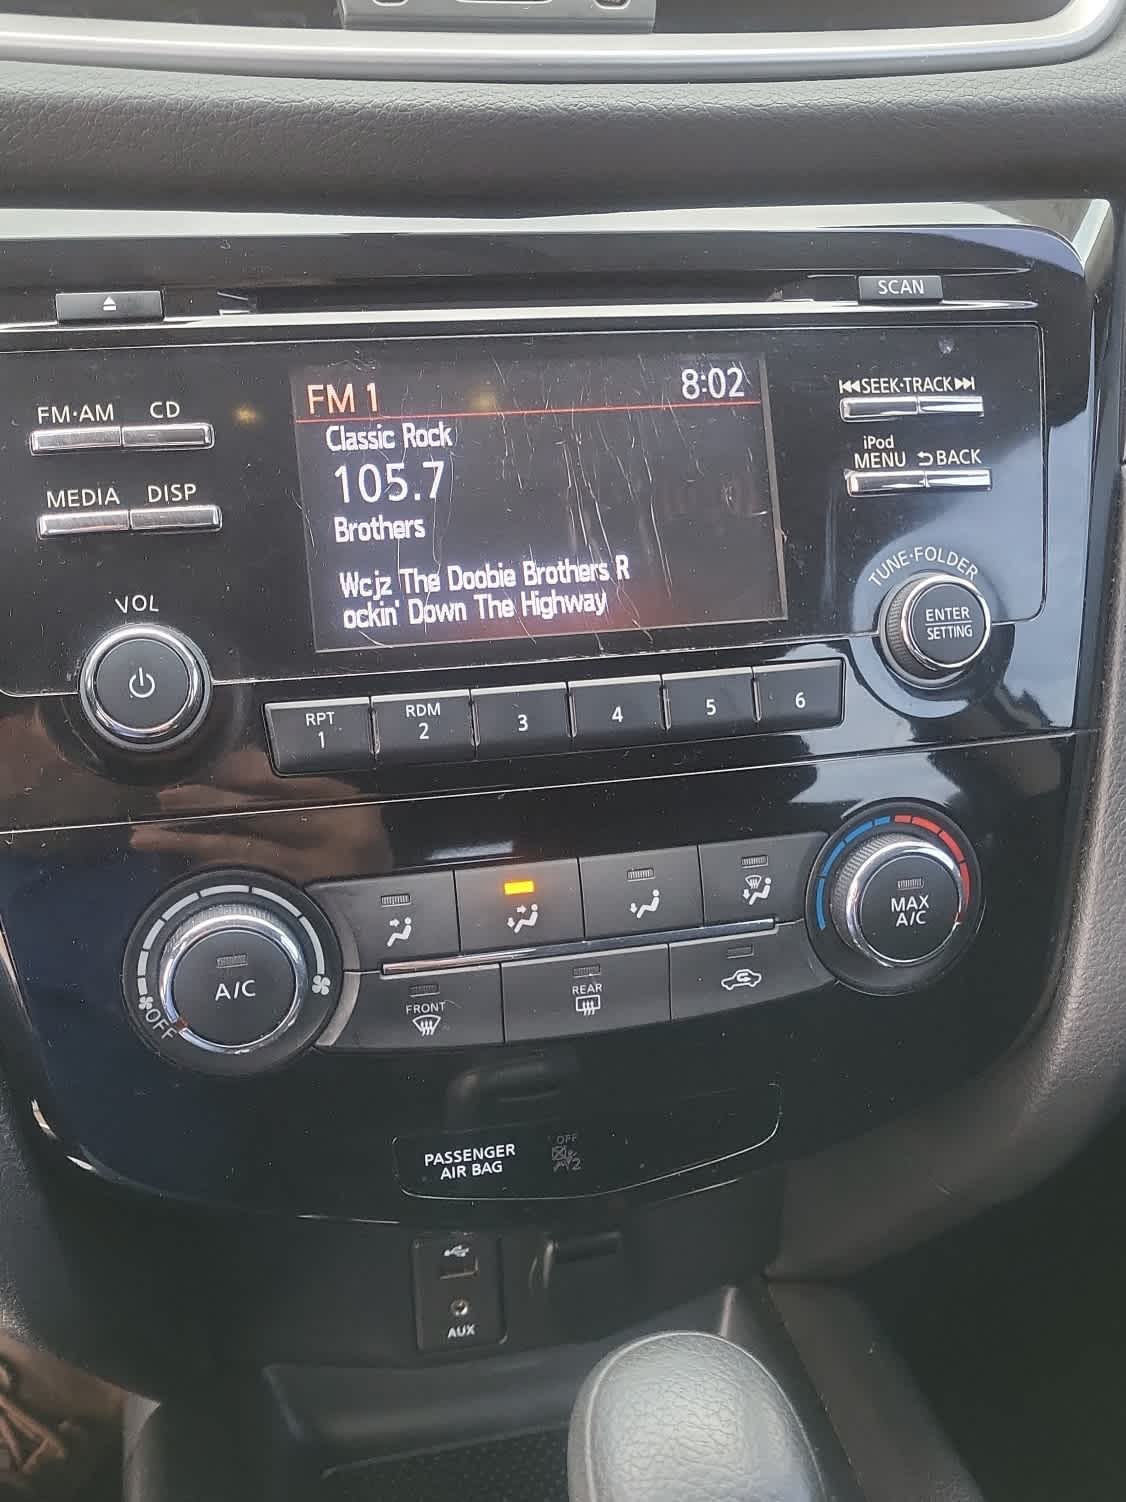 SCAN
FM 1 8:02
FM·AM CD
SEEK·TRACK
Classic Rock
iPod
MENU BACK
105.7
MEDIA DISP
Brothers
TUNE·FOLDER
Wcjz The Doobie Brothers R
ockin' Down The Highway
VOL
ENTER
SETTING
RPT
1
RDM
2
3
4
5
6
MAX
A/C
A/C
OFF
FRONT
REAR
PASSENGER
AIR BAG
OFF
2
AUX